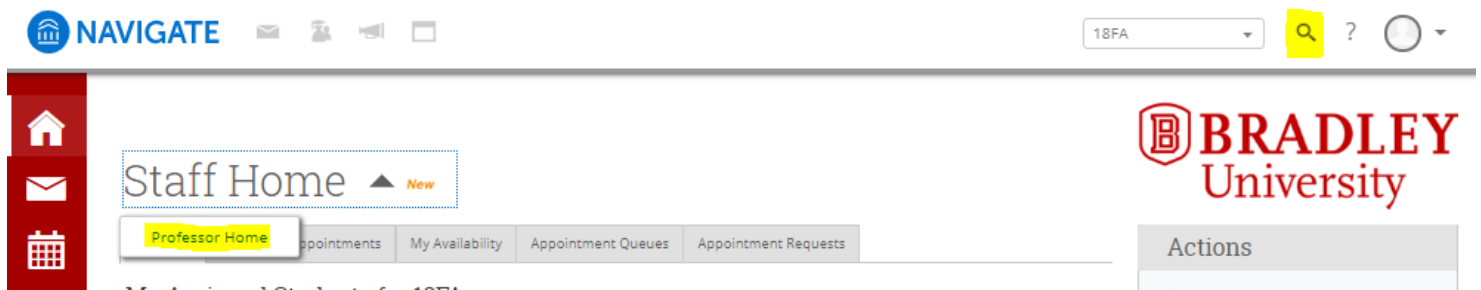 NAVIGATE
18FA
?
BRADLEY
University
Staff Home New
Professor Home ppointments My Availability Appointment Queues Appointment Requests
Actions